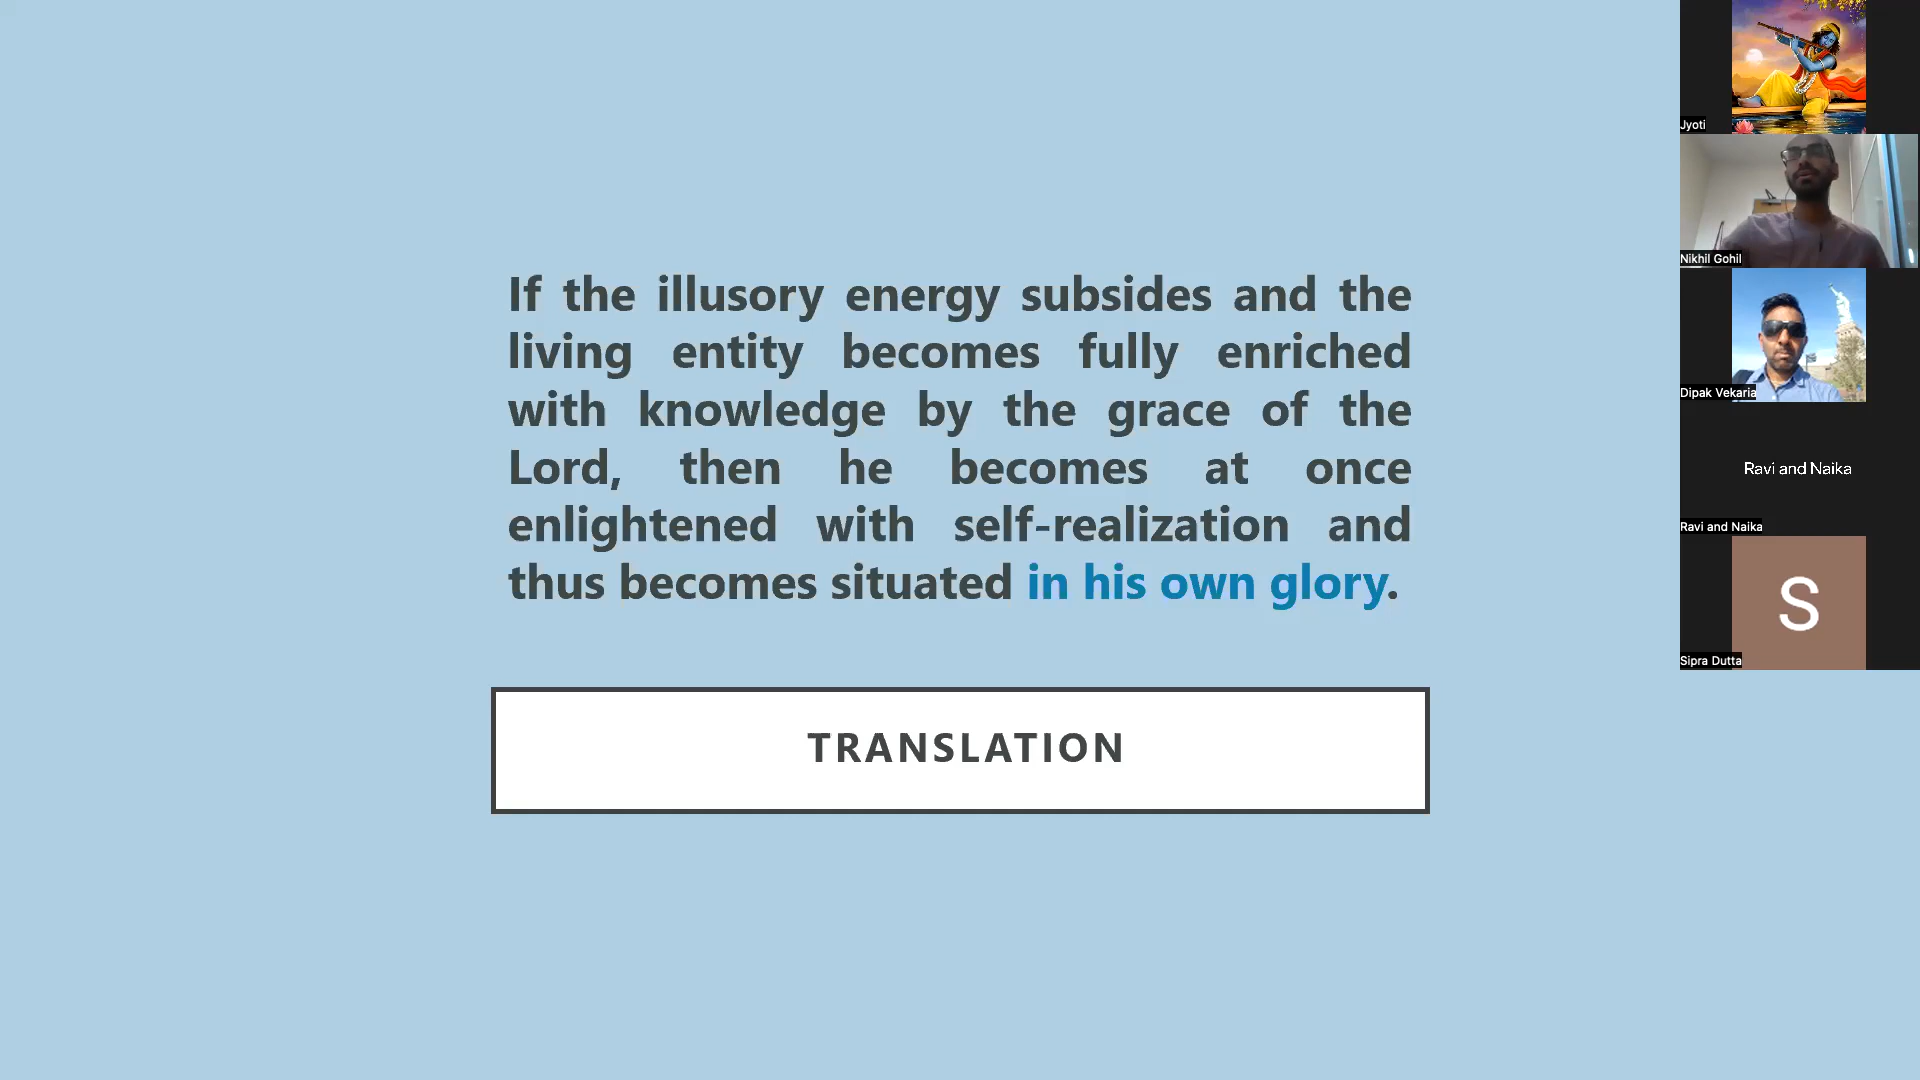 If the illusory energy subsides and the
living entity becomes fully enriched
with knowledge by the grace of the
Lord, then he becomes at once
enlightened with self-realization and
thus becomes situated in his own glory.
TRANSLATION
Jyoti
Nikhil Gohil
Dipak Vekaria
Ravi and Naika
Ravi and Naika
S
Sipra Dutta